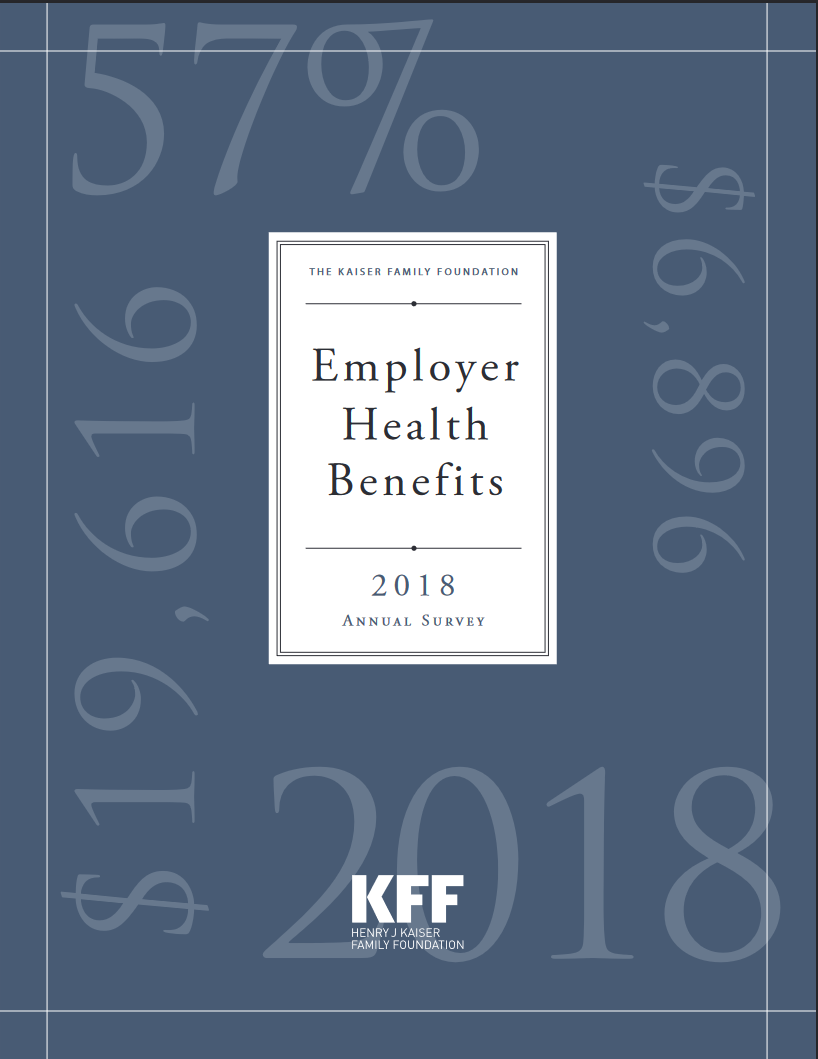 57%
$6,896
$19,616
THE KAISER FAMILY FOUNDATION
Employer
Health
Benefits
2018
ANNUAL SURVEY
2018
KFF
HENRY J KAISER
FAMILY FOUNDATION